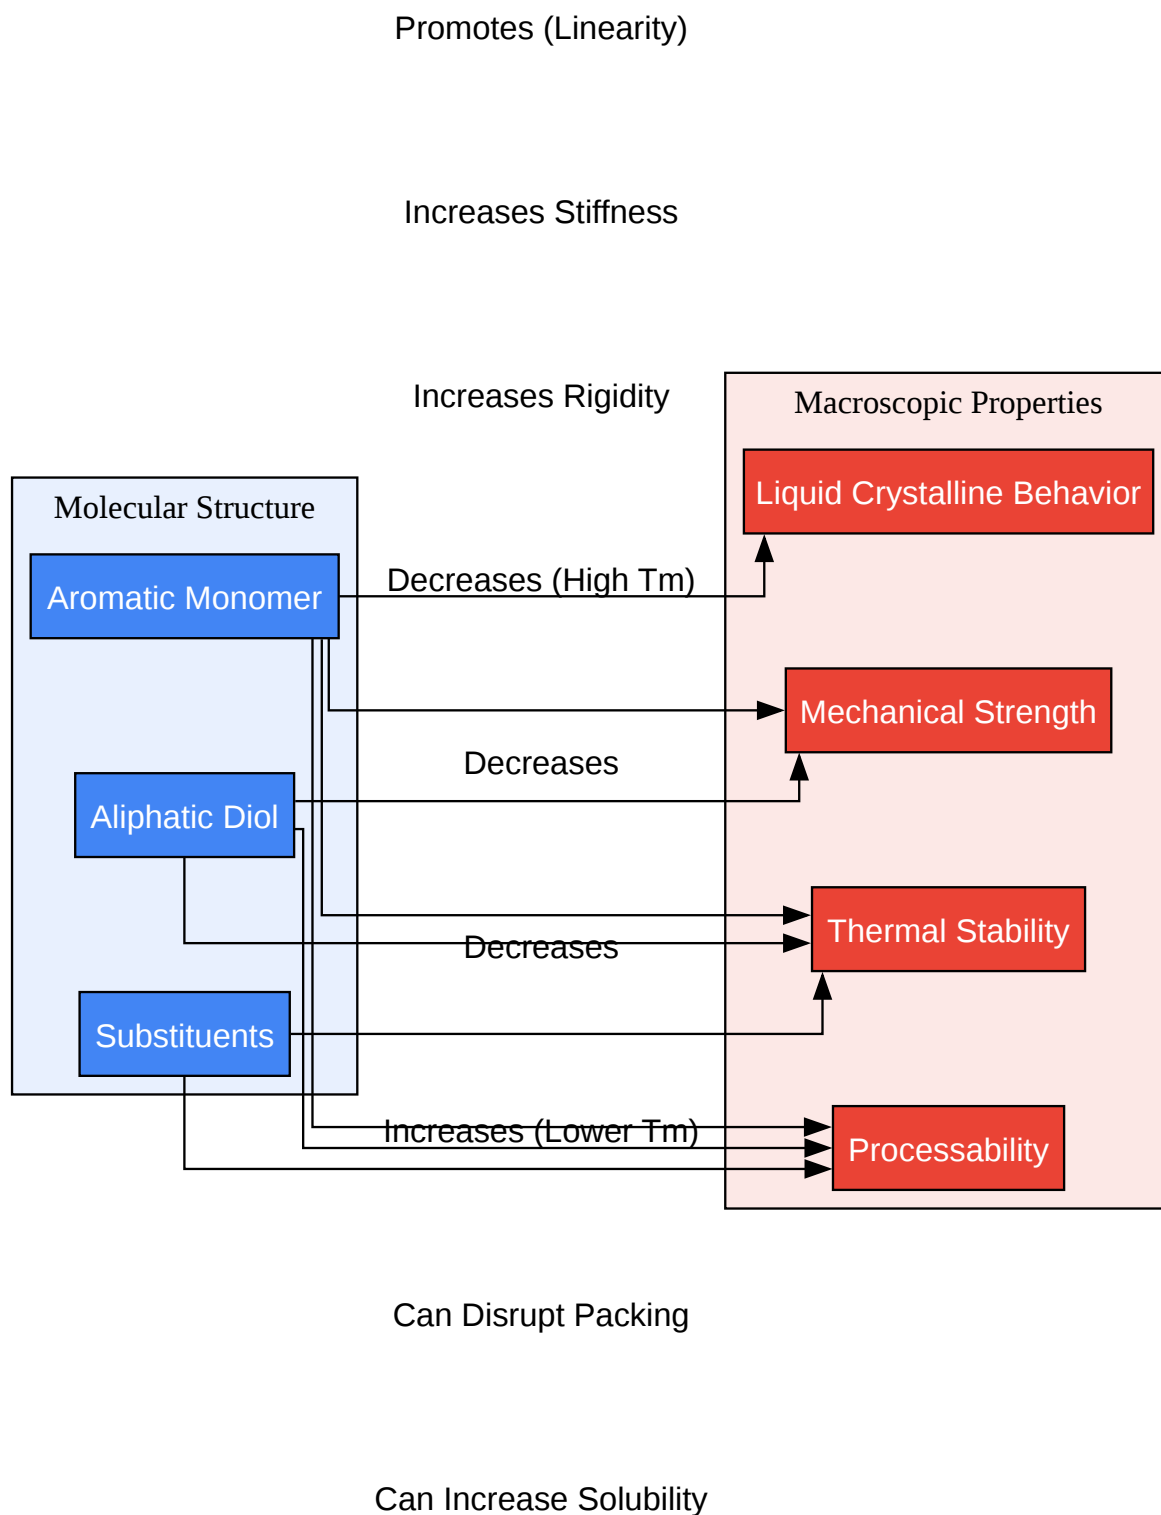 Promotes (Linearity)
Increases Stiffness
Increases Rigidity
Macroscopic Properties
Liquid Crystalline Behavior
Molecular Structure
Aromatic Monomer
Decreases (High Tm)
Mechanical Strength
Decreases
Aliphatic Diol
Thermal Stability
Decreases
Substituents
Increases (Lower Tm)
Processability
Can Disrupt Packing
Can Increase Solubility